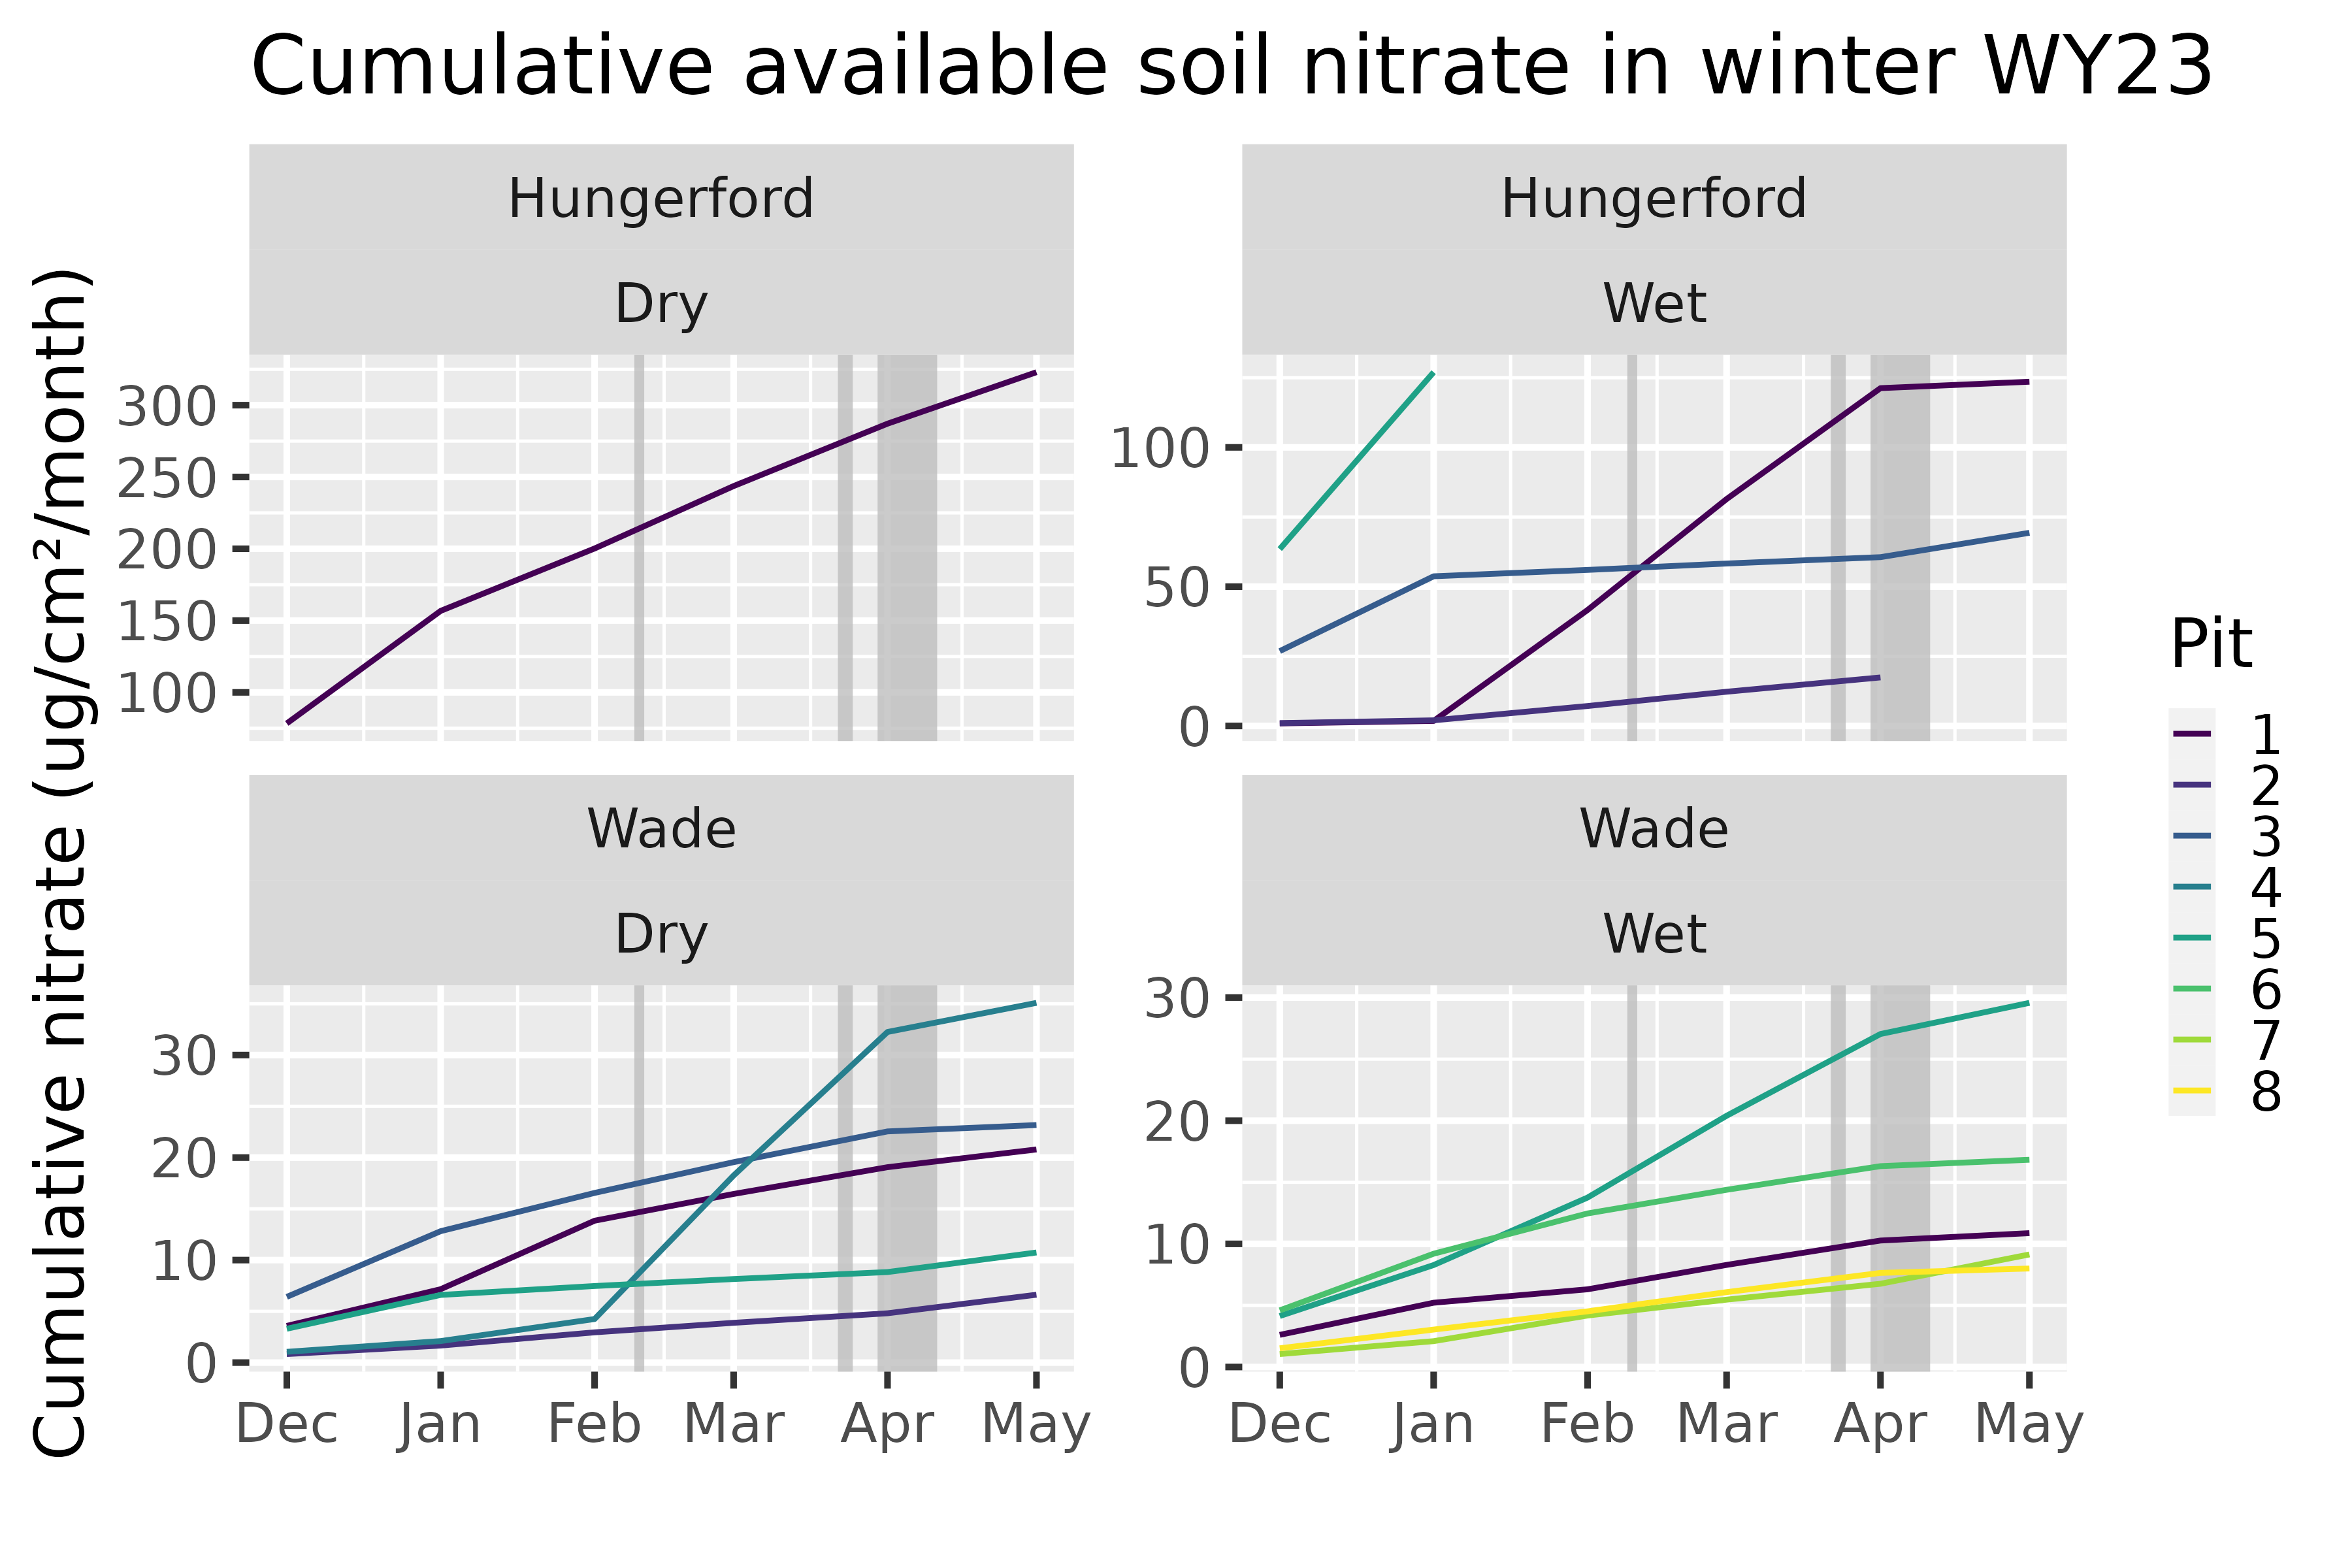 Cumulative available soil nitrate in winter WY23
Cumulative nitrate (ug/cm²/month)
Hungerford
Dry
300
250
200
150
100
Hungerford
Wet
100
50
0
Wade
Dry
30
20
10
0
Dec Jan Feb Mar Apr May
Wade
Wet
30
20
10
0
Dec Jan Feb Mar Apr May
Pit
1
2
3
4
5
6
7
8